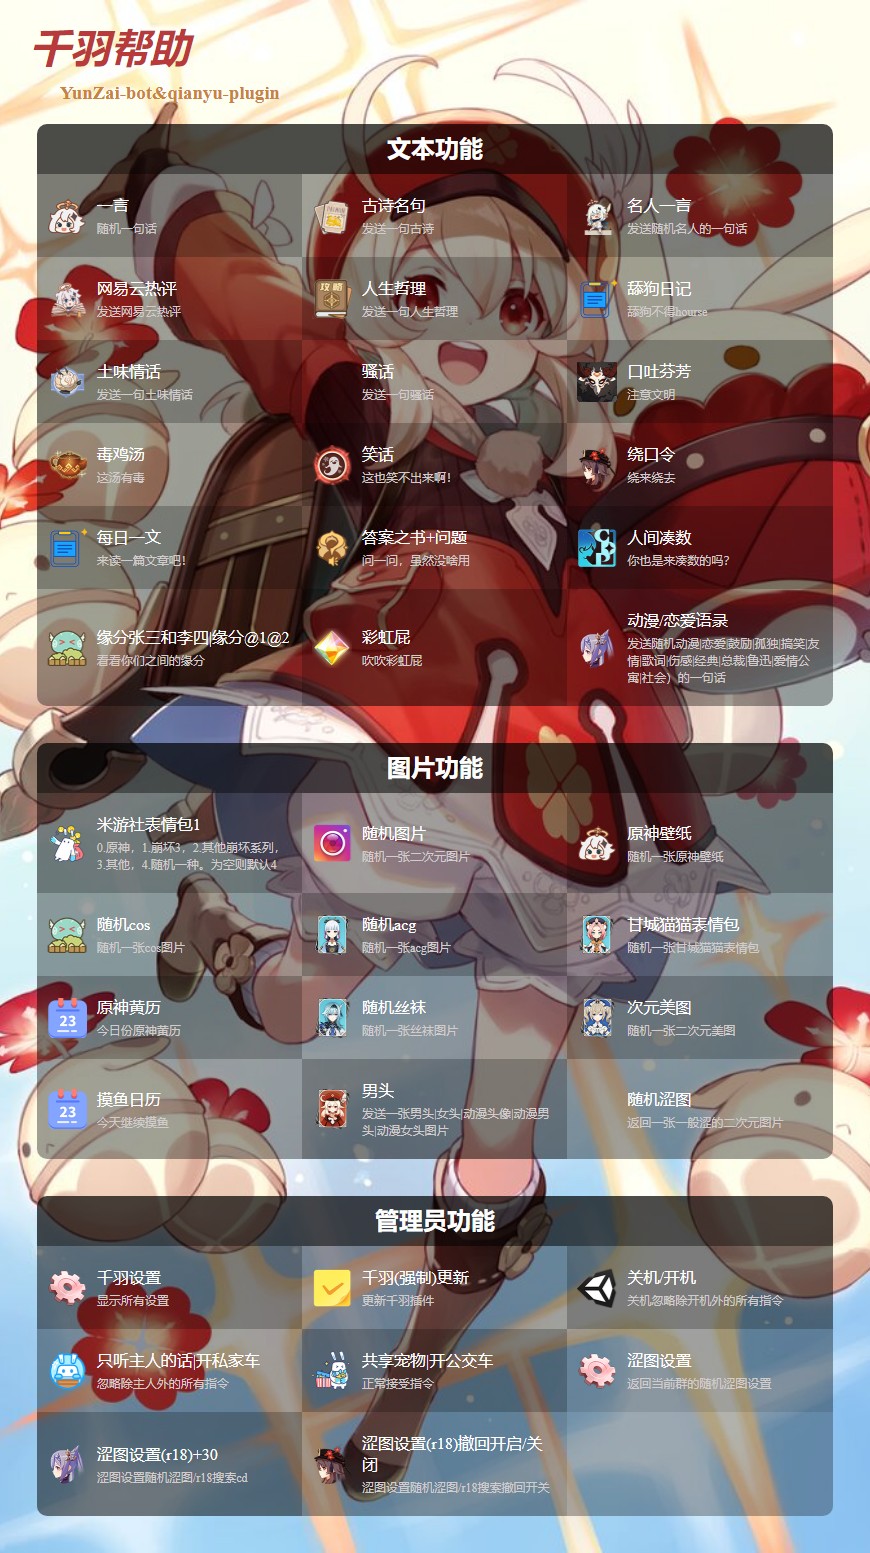 千羽帮助
YunZai-bot&qianyu-plugin
文本功能
一言
随机一句话
古诗名句
发送一句古诗
名人一言
发送随机名人的一句话
网易云热评
发送网易云热评
人生哲理
发送一句人生哲理
舔狗日记
舔狗不得hourse
土味情话
发送一句土味情话
骚话
发送一句骚话
口吐芬芳
注意文明
毒鸡汤
这汤有毒
笑话
这也笑不出来啊！
绕口令
绕来绕去
每日一文
来读一篇文章吧！
答案之书+问题
问一问，虽然没啥用
人间凑数
你也是来凑数的吗？
缘分张三和李四|缘分@1@2
看看你们之间的缘分
彩虹屁
吹吹彩虹屁
动漫/恋爱语录
发送随机动漫|恋爱|鼓励|孤独|搞笑|友
情|歌词|伤感|经典|总裁|鲁迅|爱情公
寓|社会）的一句话
图片功能
米游社表情包1
0.原神，1.崩坏3，2.其他崩坏系列，
3.其他，4.随机一种。为空则默认4
随机图片
随机一张二次元图片
原神壁纸
随机一张原神壁纸
随机cos
随机一张cos图片
随机acg
随机一张acg图片
甘城猫猫表情包
随机一张甘城猫猫表情包
23
原神黄历
今日份原神黄历
随机丝袜
随机一张丝袜图片
次元美图
随机一张二次元美图
23
摸鱼日历
今天继续摸鱼
男头
发送一张男头|女头|动漫头像|动漫男
头|动漫女头图片
随机涩图
返回一张一般涩的二次元图片
管理员功能
千羽设置
显示所有设置
千羽(强制)更新
更新千羽插件
关机/开机
关机忽略除开机外的所有指令
只听主人的话|开私家车
忽略除主人外的所有指令
共享宠物|开公交车
正常接受指令
涩图设置
返回当前群的随机涩图设置
涩图设置(r18)+30
涩图设置随机涩图/r18搜索cd
涩图设置(r18)撤回开启/关
闭
涩图设置随机涩图/r18搜索撤回开关